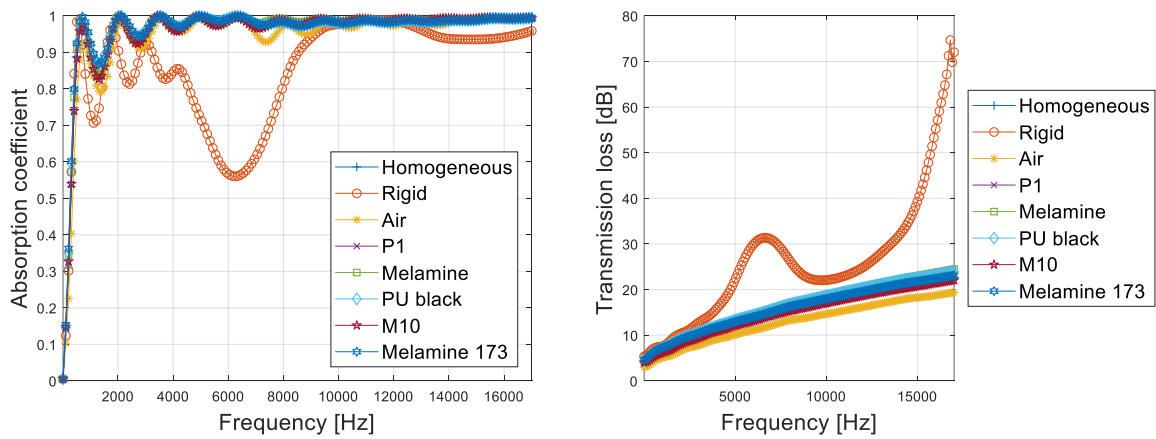 1
0.9
0.8
0.7
0.6
0.5
0.4
0.3
0.2
0.1
0
Absorption coefficient
2000 4000 6000 8000 10000 12000 14000 16000
Frequency [Hz]
Homogeneous
Rigid
Air
P1
Melamine
PU black
M10
Melamine 173
80
70
60
50
40
30
20
10
0
Transmission loss [dB]
5000 10000 15000
Frequency [Hz]
Homogeneous
Rigid
Air
P1
Melamine
PU black
M10
Melamine 173